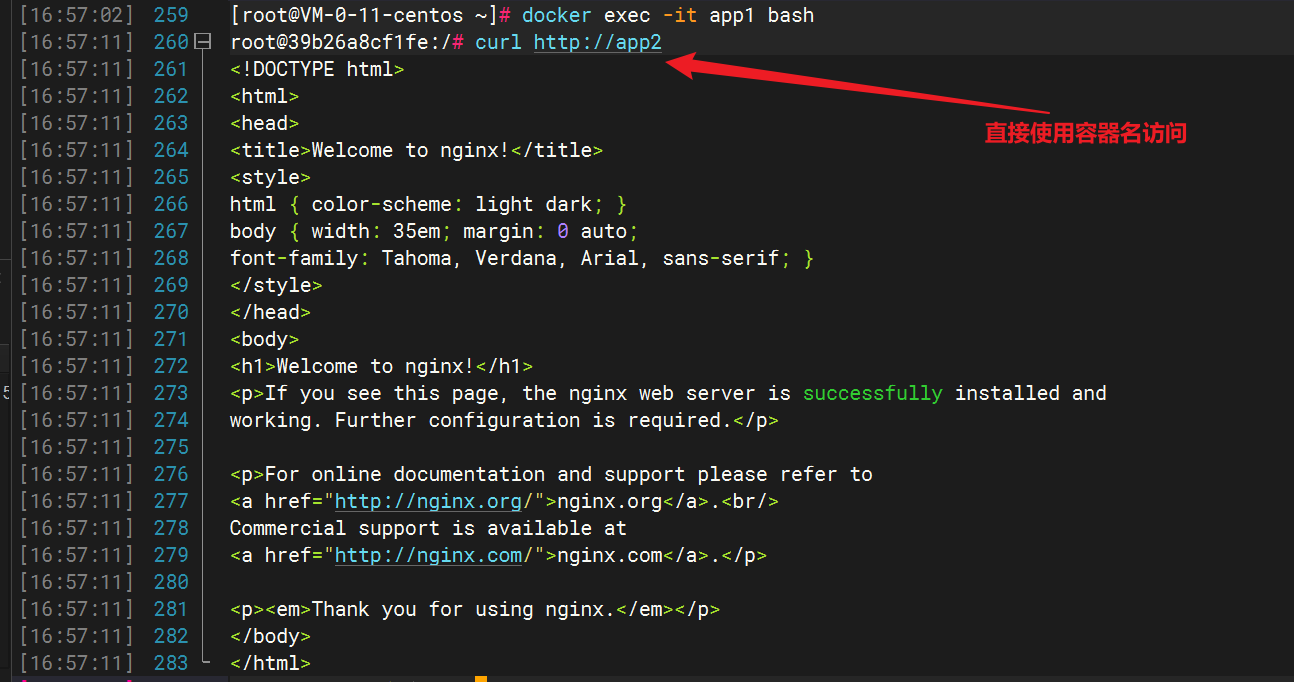 [16:57:02] 259 [root@VM-0-11-centos ~]# docker exec -it app1 bash
[16:57:11] 260 root@39b26a8cf1fe:/# curl http://app2
[16:57:11] 261 <!DOCTYPE html>
[16:57:11] 262 <html>
[16:57:11] 263 <head>
直接使用容器名访问
[16:57:11] 264 <title>Welcome to nginx!</title>
[16:57:11] 265 <style>
[16:57:11] 266 html { color-scheme: light dark; }
[16:57:11] 267 body { width: 35em; margin: 0 auto;
[16:57:11] 268 font-family: Tahoma, Verdana, Arial, sans-serif; }
[16:57:11] 269 </style>
[16:57:11] 270 </head>
[16:57:11] 271 <body>
[16:57:11] 272 <h1>Welcome to nginx!</h1>
[16:57:11] 273 <p>If you see this page, the nginx web server is successfully installed and
[16:57:11] 274 working. Further configuration is required.</p>
[16:57:11] 275
[16:57:11] 276 <p>For online documentation and support please refer to
[16:57:11] 277 <a href="http://nginx.org/">nginx.org</a>.<br/>
[16:57:11] 278 Commercial support is available at
[16:57:11] 279 <a href="http://nginx.com/">nginx.com</a>.</p>
[16:57:11] 280
[16:57:11] 281 <p><em>Thank you for using nginx.</em></p>
[16:57:11] 282 </body>
[16:57:11] 283 </html>